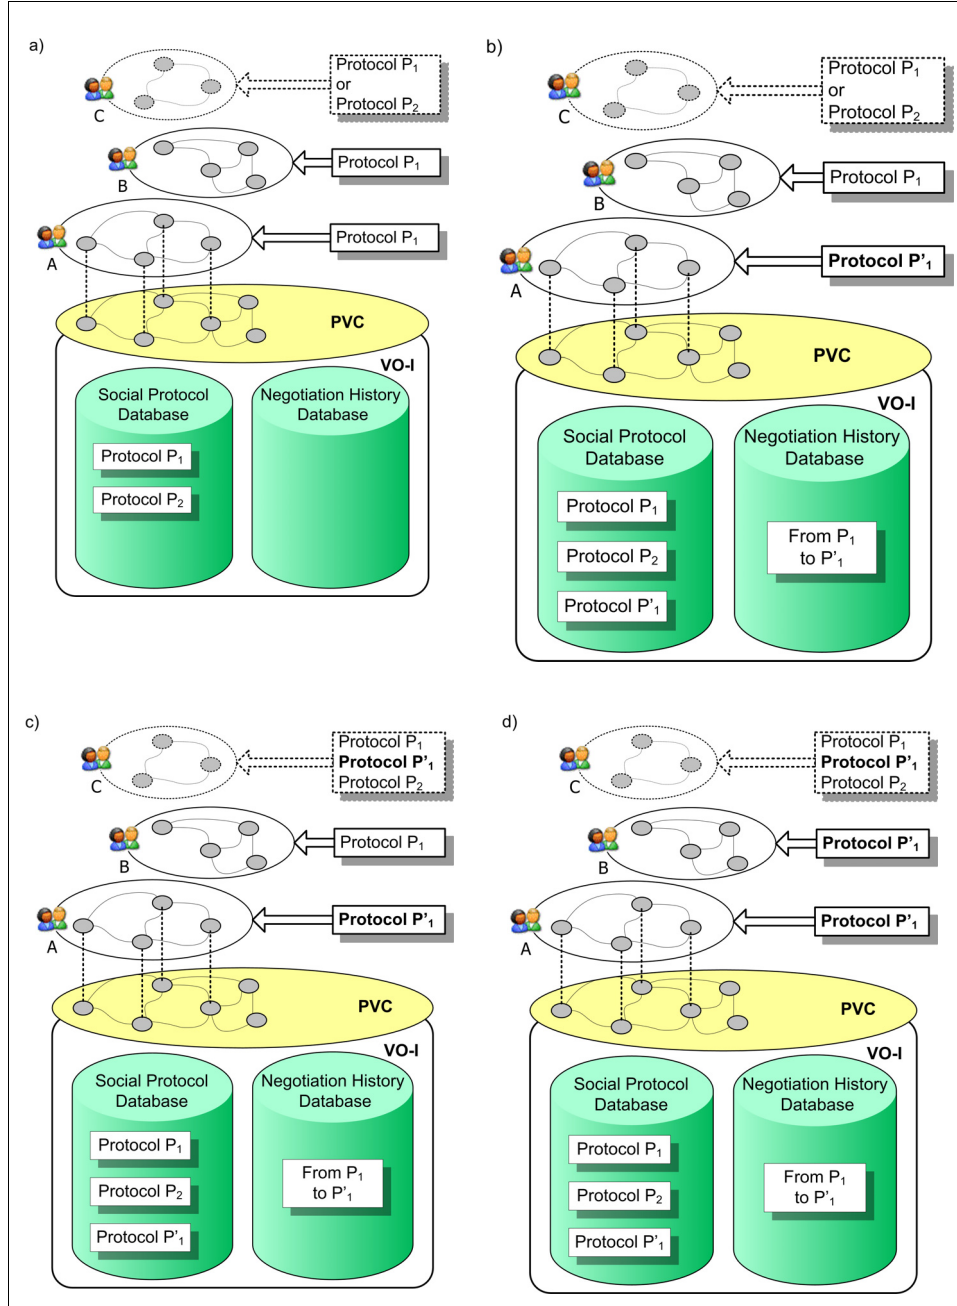 a)
Protocol P₁
or
Protocol P₂
C
Protocol P₁
B
Protocol P₁
A
PVC
VO-I
Social Protocol
Database
Negotiation History
Database
Protocol P₁
Protocol P₂
b)
Protocol P₁
or
Protocol P₂
C
Protocol P₁
B
Protocol P'₁
A
PVC
VO-I
Social Protocol
Database
Negotiation History
Database
Protocol P₁
Protocol P₂
Protocol P'₁
From P₁
to P'₁
c)
Protocol P₁
Protocol P'₁
Protocol P₂
C
Protocol P₁
B
Protocol P'₁
A
PVC
VO-I
Social Protocol
Database
Negotiation History
Database
Protocol P₁
Protocol P₂
Protocol P'₁
From P₁
to P'₁
d)
Protocol P₁
Protocol P'₁
Protocol P₂
C
Protocol P'₁
B
Protocol P'₁
A
PVC
VO-I
Social Protocol
Database
Negotiation History
Database
Protocol P₁
Protocol P₂
Protocol P'₁
From P₁
to P'₁